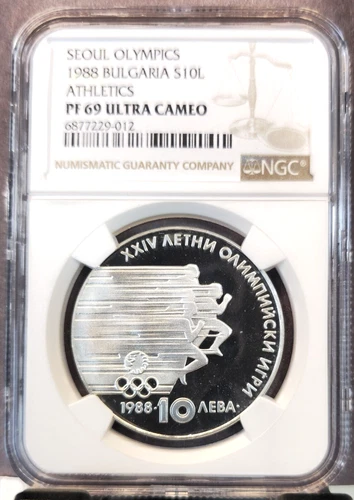 SEOUL OLYMPICS
1988 BULGARIA S10L
ATHLETICS
PF 69 ULTRA CAMEO
6877229-012
NUMISMATIC GUARANTY COMPANY
NGC®
XXIV ЛЕТНИ ОЛИМПИЙСКИ ИГРИ
1988·10 ЛЕВА·